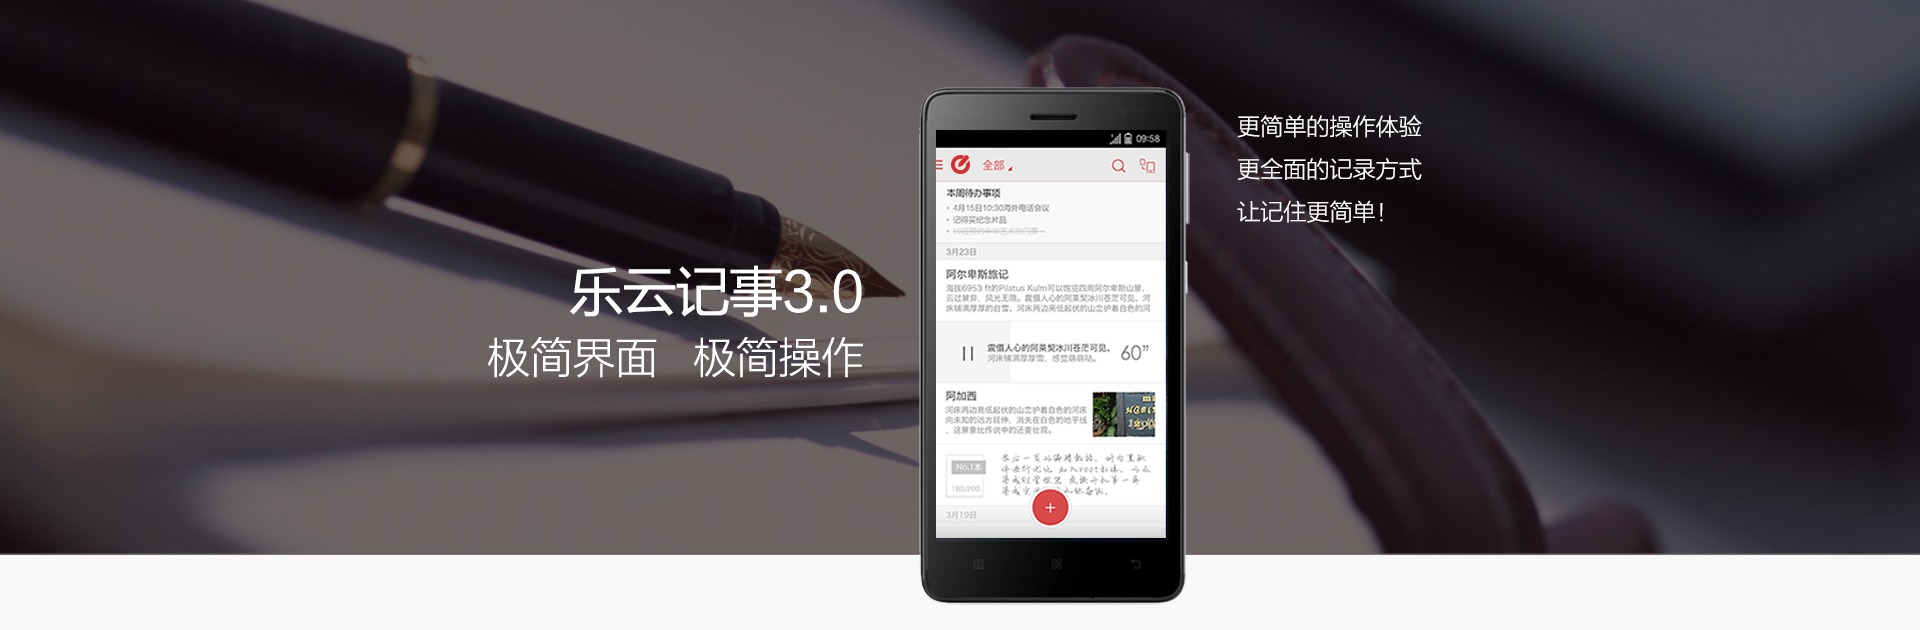 乐云记事3.0
极简界面 极简操作
09:58
全部
本周待办事项
4月15日10:30海外电话会议
记得买纪念片品
3月23日
阿尔卑斯旅记
海拔6953 ft的Pilatus Kulm可以饱览四周阿尔卑斯山景,
云过景异，风光无限。震慑人心的阿莱契冰川苍茫可见、河
床铺满厚厚的白雪。河床两边高低起伏的山峦护着白色的河
震慑人心的阿莱契冰川苍茫可见、
河床铺满厚厚雪，感觉萌萌哒。
60”
阿加西
河床两边高低起伏的山峦护着白色的河床
向未知的远方延伸，消失在白色的地平线
，这景象比传说中的还要壮观。
No.1本
180/200
3月19日
更简单的操作体验
更全面的记录方式
让记住更简单！